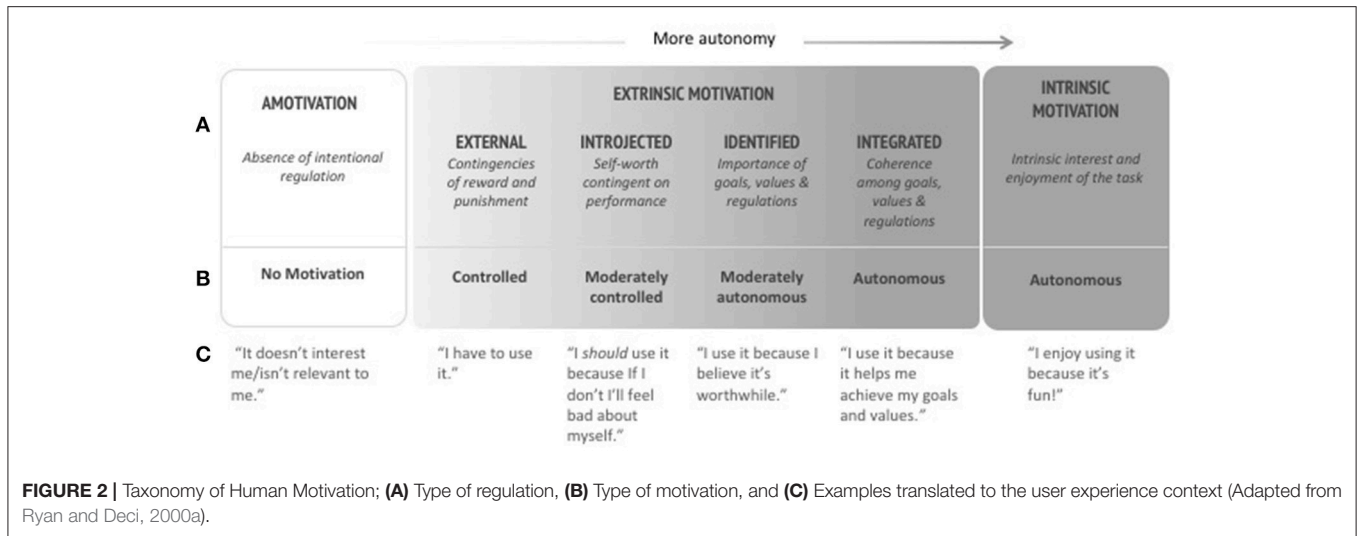 More autonomy
A
AMOTIVATION
Absence of intentional
regulation
EXTRINSIC MOTIVATION
EXTERNAL
Contingencies
of reward and
punishment
INTROJECTED
Self-worth
contingent on
performance
IDENTIFIED
Importance of
goals, values &
regulations
INTEGRATED
Coherence
among goals,
values &
regulations
INTRINSIC
MOTIVATION
Intrinsic interest and
enjoyment of the task
B
No Motivation
Controlled
Moderately
controlled
Moderately
autonomous
Autonomous
Autonomous
C
“It doesn’t interest
me/isn’t relevant to
me.”
“I have to use
it.”
“I should use it
because If I
don’t I’ll feel
bad about
myself.”
“I use it because I
believe it’s
worthwhile.”
“I use it because
it helps me
achieve my goals
and values.”
“I enjoy using it
because it’s
fun!”
FIGURE 2 | Taxonomy of Human Motivation; (A) Type of regulation, (B) Type of motivation, and (C) Examples translated to the user experience context (Adapted from
Ryan and Deci, 2000a).